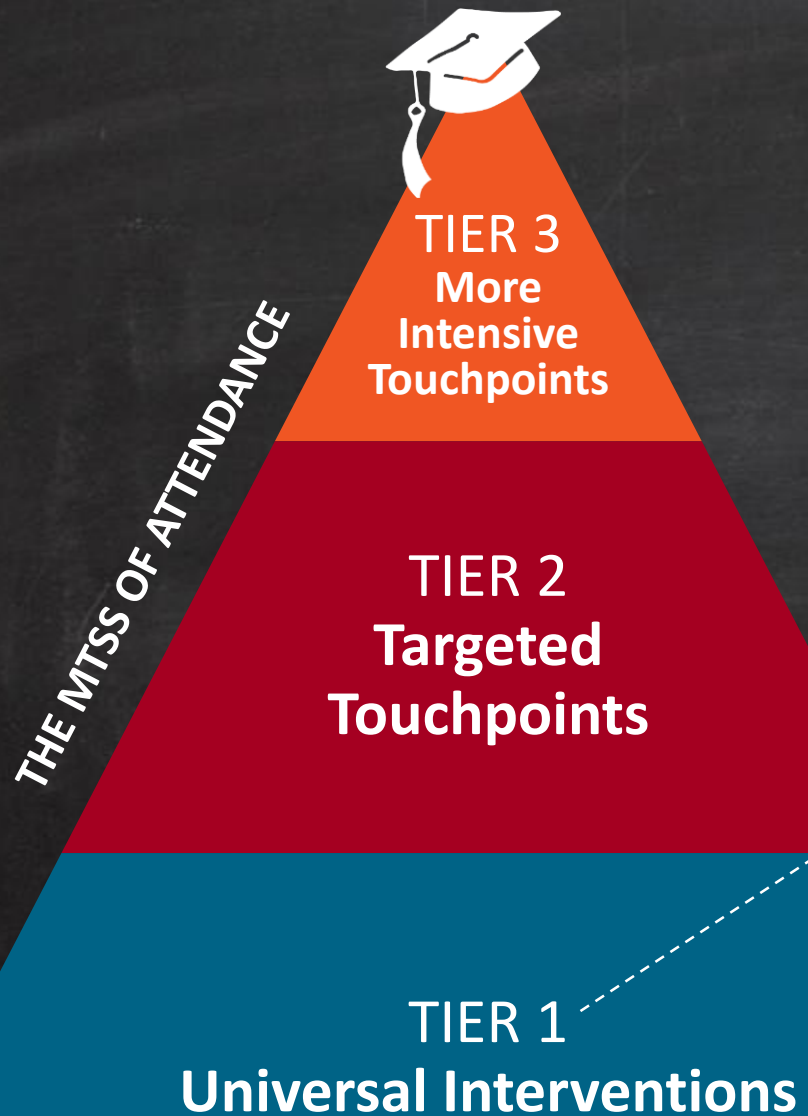 TIER 3
More
Intensive
Touchpoints
THE MTSS OF ATTENDANCE
TIER 2
Targeted
Touchpoints
TIER 1
Universal Interventions